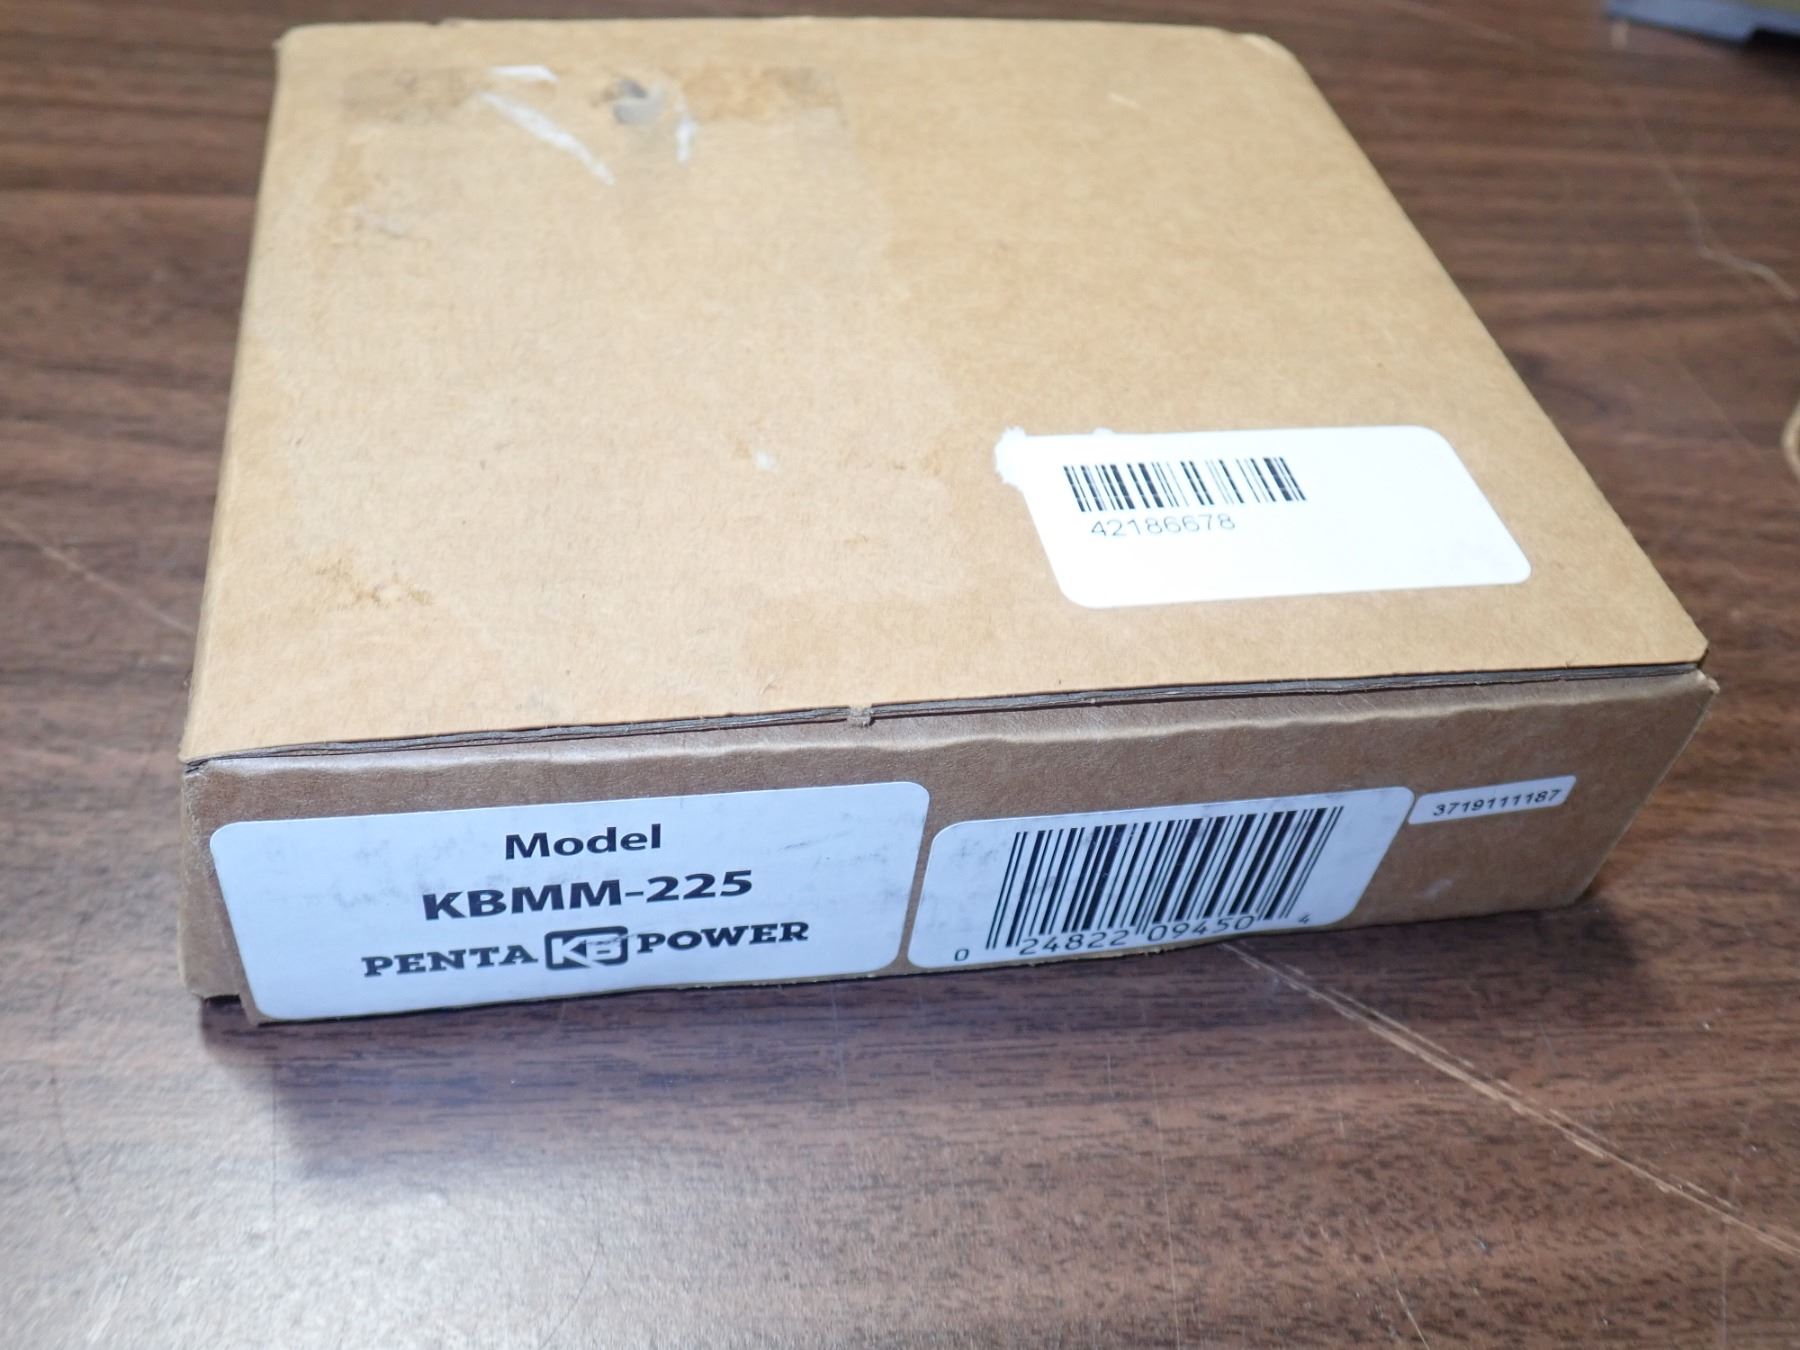 42186678
Model
KBMM-225
PENTA KB POWER
0 24822 09450 4
3719111187